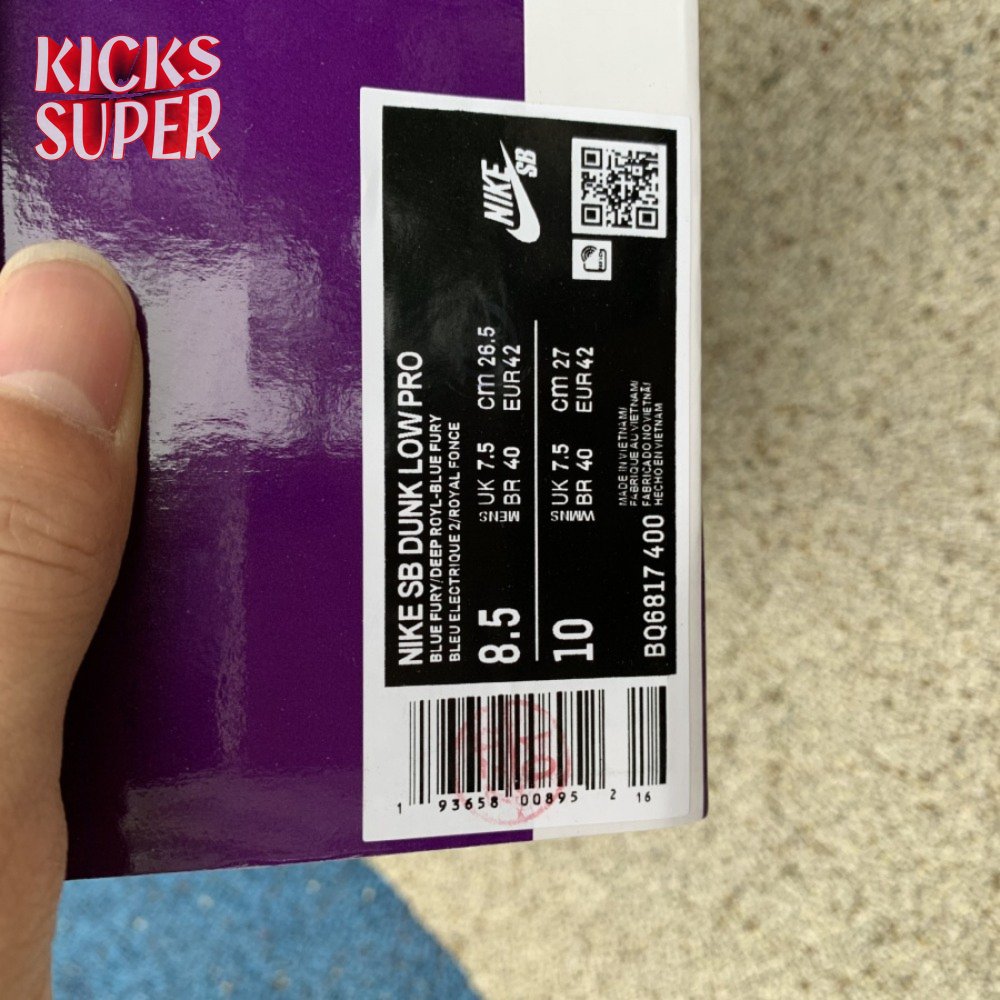 KICKS
SUPER
NIKE SB
NIKE SB DUNK LOW PRO
BLUE FURY/DEEP ROYL-BLUE FURY
BLEU ELECTRIQUE 2/ROYAL FONCE
8.5
MENS
UK 7.5
cm 26.5
BR 40
EUR 42
10
WMNS
UK 7.5
cm 27
BR 40
EUR 42
MADE IN VIETNAM/
FABRIQUE AU VIETNAM/
FABRICADO NO VIETNÃ/
HECHO EN VIETNAM
BQ6817 400
1 93658 00895 2 16